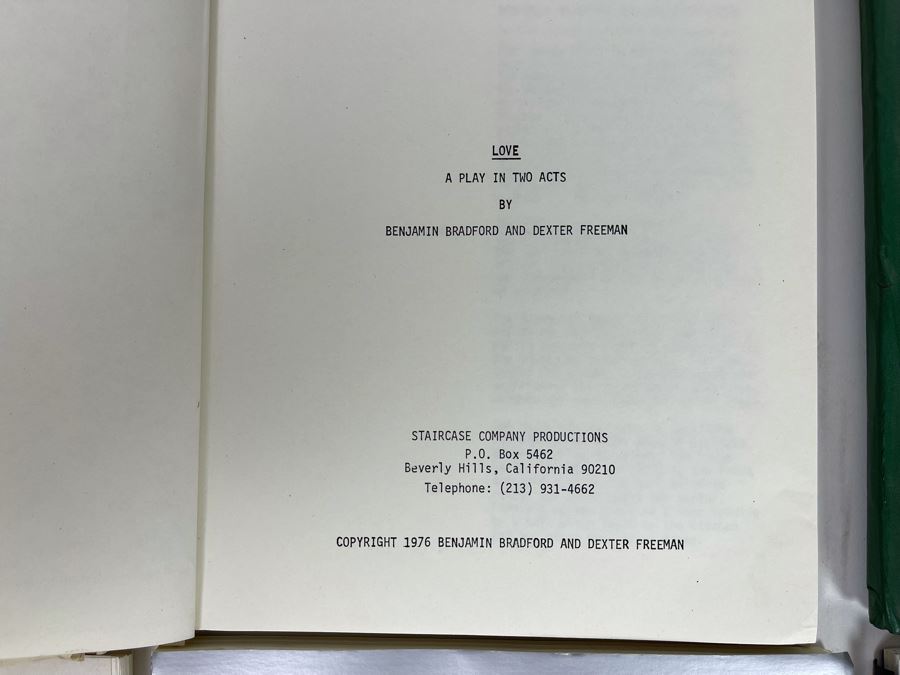 LOVE
A PLAY IN TWO ACTS
BY
BENJAMIN BRADFORD AND DEXTER FREEMAN
STAIRCASE COMPANY PRODUCTIONS
P.O. Box 5462
Beverly Hills, California 90210
Telephone: (213) 931-4662
COPYRIGHT 1976 BENJAMIN BRADFORD AND DEXTER FREEMAN